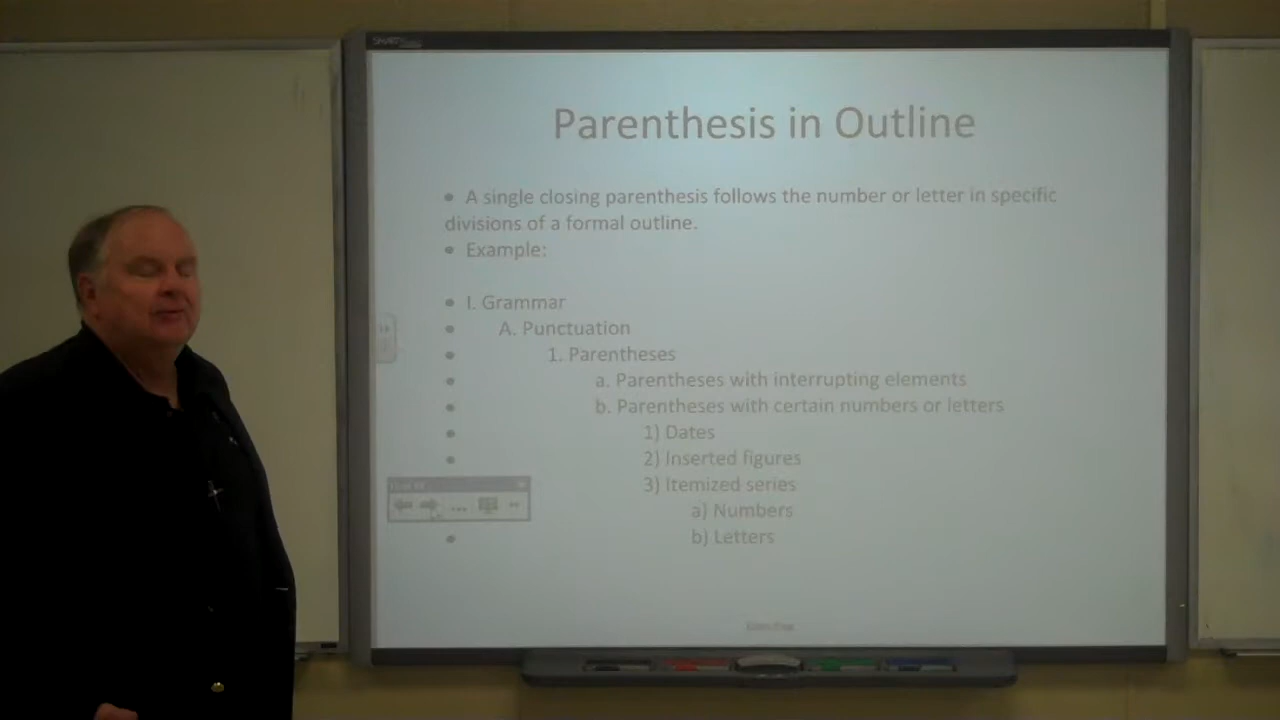 SMART
Parenthesis in Outline
• A single closing parenthesis follows the number or letter in specific
divisions of a formal outline.
• Example:
• I. Grammar
• A. Punctuation
• 1. Parentheses
• a. Parentheses with interrupting elements
• b. Parentheses with certain numbers or letters
• 1) Dates
• 2) Inserted figures
3) Itemized series
a) Numbers
• b) Letters